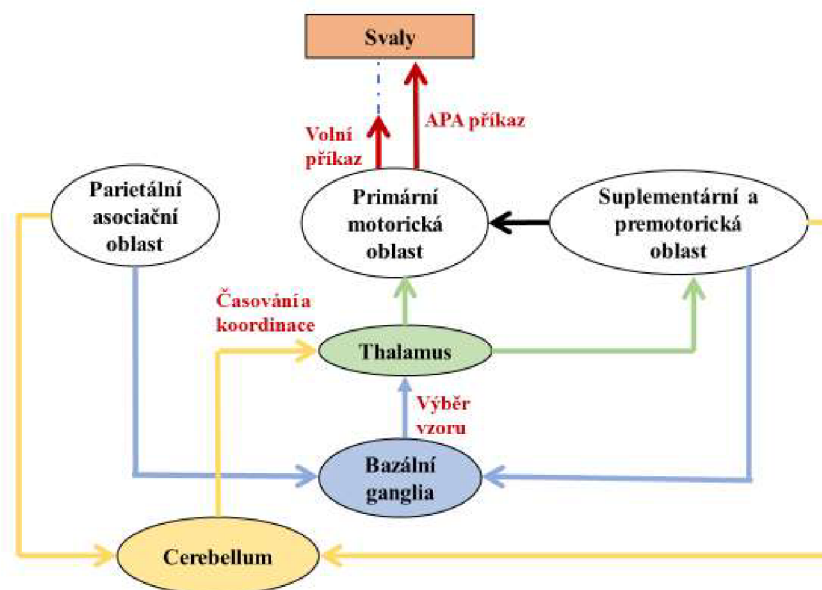 Svaly
Volní
příkaz
APA příkaz
Parietální
asociační
oblast
Primární
motorická
oblast
Suplementární a
premotorická
oblast
Časování a
koordinace
Thalamus
Výběr
vzoru
Bazální
ganglia
Cerebellum